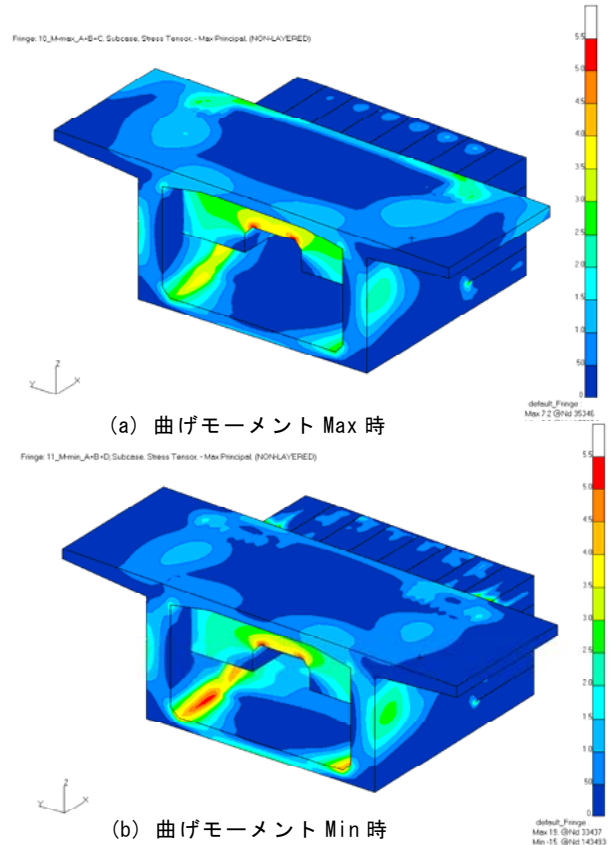 Fringe: 10_M-max_A+B+C, Subcase, Stress Tensor, - Max Principal, (NON-LAYERED)
5.5
5.0
4.5
4.0
3.5
3.0
2.5
2.0
1.5
1.0
.50
0
Z
Y
X
default_Fringe :
Max 7.2 @Nd 35346
(a) 曲げモーメント Max 時
Fringe: 11_M-min_A+B+D, Subcase, Stress Tensor, - Max Principal, (NON-LAYERED)
5.5
5.0
4.5
4.0
3.5
3.0
2.5
2.0
1.5
1.0
.50
0
Z
Y
X
default_Fringe :
Max 19. @Nd 33437
Min -15. @Nd 143493
(b) 曲げモーメント Min 時